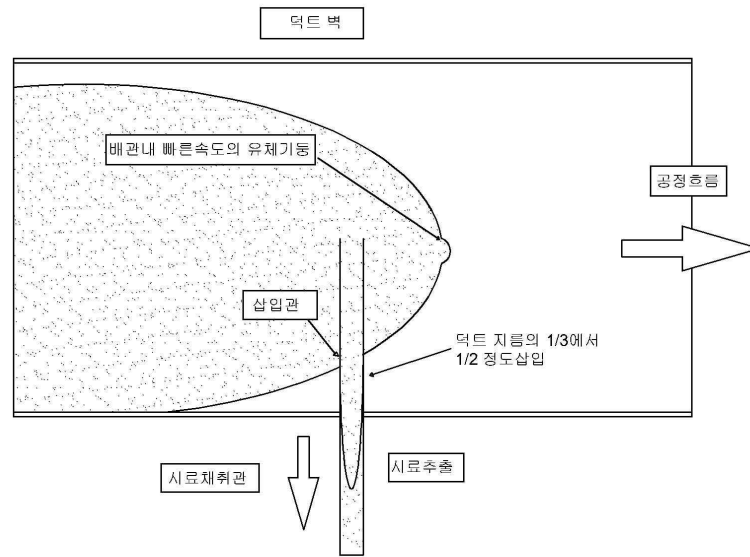 덕트 벽
배관내 빠른속도의 유체기둥
공정흐름
삽입관
덕트 지름의 1/3에서
1/2 정도삽입
시료채취관
시료추출